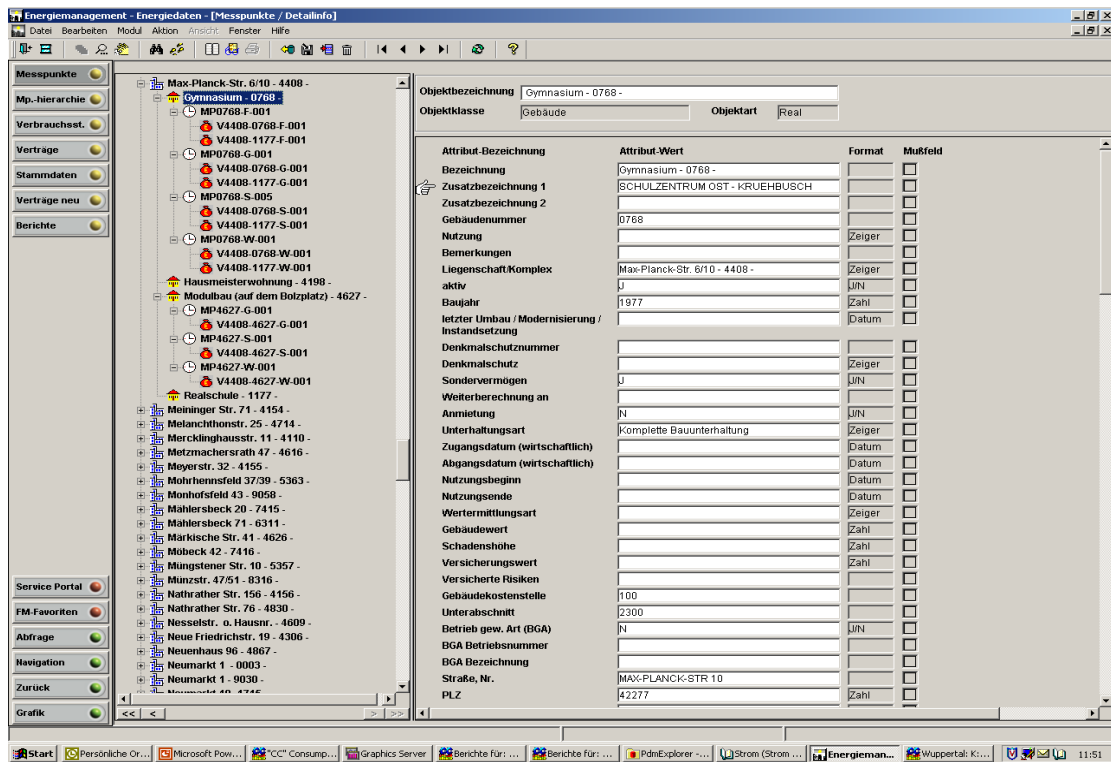 Energiemanagement - Energiedaten - [Messpunkte / Detailinfo]
Datei Bearbeiten Modul Aktion Ansicht Fenster Hilfe
Messpunkte
Mp.-hierarchie
Verbrauchsst.
Verträge
Stammdaten
Verträge neu
Berichte
Service Portal
FM-Favoriten
Abfrage
Navigation
Zurück
Grafik
Max-Planck-Str. 6/10 - 4408 -
Gymnasium - 0768 -
MP0768-F-001
V4408-0768-F-001
V4408-1177-F-001
MP0768-G-001
V4408-0768-G-001
V4408-1177-G-001
MP0768-S-005
V4408-0768-S-001
V4408-1177-S-001
MP0768-W-001
V4408-0768-W-001
V4408-1177-W-001
Hausmeisterwohnung - 4198 -
Modulbau (auf dem Bolzplatz) - 4627 -
MP4627-G-001
V4408-4627-G-001
MP4627-S-001
V4408-4627-S-001
MP4627-W-001
V4408-4627-W-001
Realschule - 1177 -
Meininger Str. 71 - 4154 -
Melanchthonstr. 25 - 4714 -
Mercklinghausstr. 11 - 4110 -
Metzmachersrath 47 - 4616 -
Meyerstr. 32 - 4155 -
Mohrhennsfeld 37/39 - 5363 -
Monhofsfeld 43 - 9058 -
Mählersbeck 20 - 7415 -
Mählersbeck 71 - 6311 -
Märkische Str. 41 - 4626 -
Möbeck 42 - 7416 -
Müngstener Str. 10 - 5357 -
Münzstr. 47/51 - 8316 -
Nathrather Str. 156 - 4156 -
Nathrather Str. 76 - 4830 -
Nesselstr. o. Hausnr. - 4609 -
Neue Friedrichstr. 19 - 4306 -
Neuenhaus 96 - 4867 -
Neumarkt 1 - 0003 -
Neumarkt 1 - 9030 -
<< < > >>
Objektbezeichnung Gymnasium - 0768 -
Objektklasse Gebäude Objektart Real
Attribut-Bezeichnung Attribut-Wert Format Mußfeld
Bezeichnung Gymnasium - 0768 -
Zusatzbezeichnung 1 SCHULZENTRUM OST - KRUEHBUSCH
Zusatzbezeichnung 2
Gebäudenummer 0768
Nutzung Zeiger
Bemerkungen
Liegenschaft/Komplex Max-Planck-Str. 6/10 - 4408 - Zeiger
aktiv J J/N
Baujahr 1977 Zahl
letzter Umbau / Modernisierung / Datum
Instandsetzung
Denkmalschutznummer
Denkmalschutz Zeiger
Sondervermögen J J/N
Weiterberechnung an
Anmietung N J/N
Unterhaltungsart Komplette Bauunterhaltung Zeiger
Zugangsdatum (wirtschaftlich) Datum
Abgangsdatum (wirtschaftlich) Datum
Nutzungsbeginn Datum
Nutzungsende Datum
Wertermittlungsart Zeiger
Gebäudewert Zahl
Schadenshöhe Zahl
Versicherungswert Zahl
Versicherte Risiken
Gebäudekostenstelle 100
Unterabschnitt 2300
Betrieb gew. Art (BGA) N J/N
BGA Betriebsnummer
BGA Bezeichnung
Straße, Nr. MAX-PLANCK-STR 10
PLZ 42277 Zahl
Start Persönliche Or... Microsoft Pow... "CC" Consump... Graphics Server Berichte für: ... Berichte für: ... PdmExplorer -... Strom (Strom ... Energieman... Wuppertal: K:... 11:51